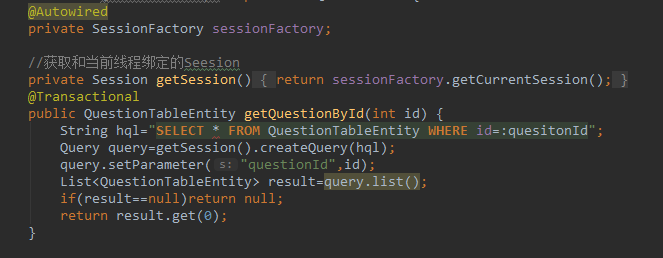 @Autowired
private SessionFactory sessionFactory;
//获取和当前线程绑定的Seesion
private Session getSession() { return sessionFactory.getCurrentSession(); }
@Transactional
public QuestionTableEntity getQuestionById(int id) {
String hql="SELECT * FROM QuestionTableEntity WHERE id=:quesitonId";
Query query=getSession().createQuery(hql);
query.setParameter( s: "questionId",id);
List<QuestionTableEntity> result=query.list();
if(result==null)return null;
return result.get(0);
}